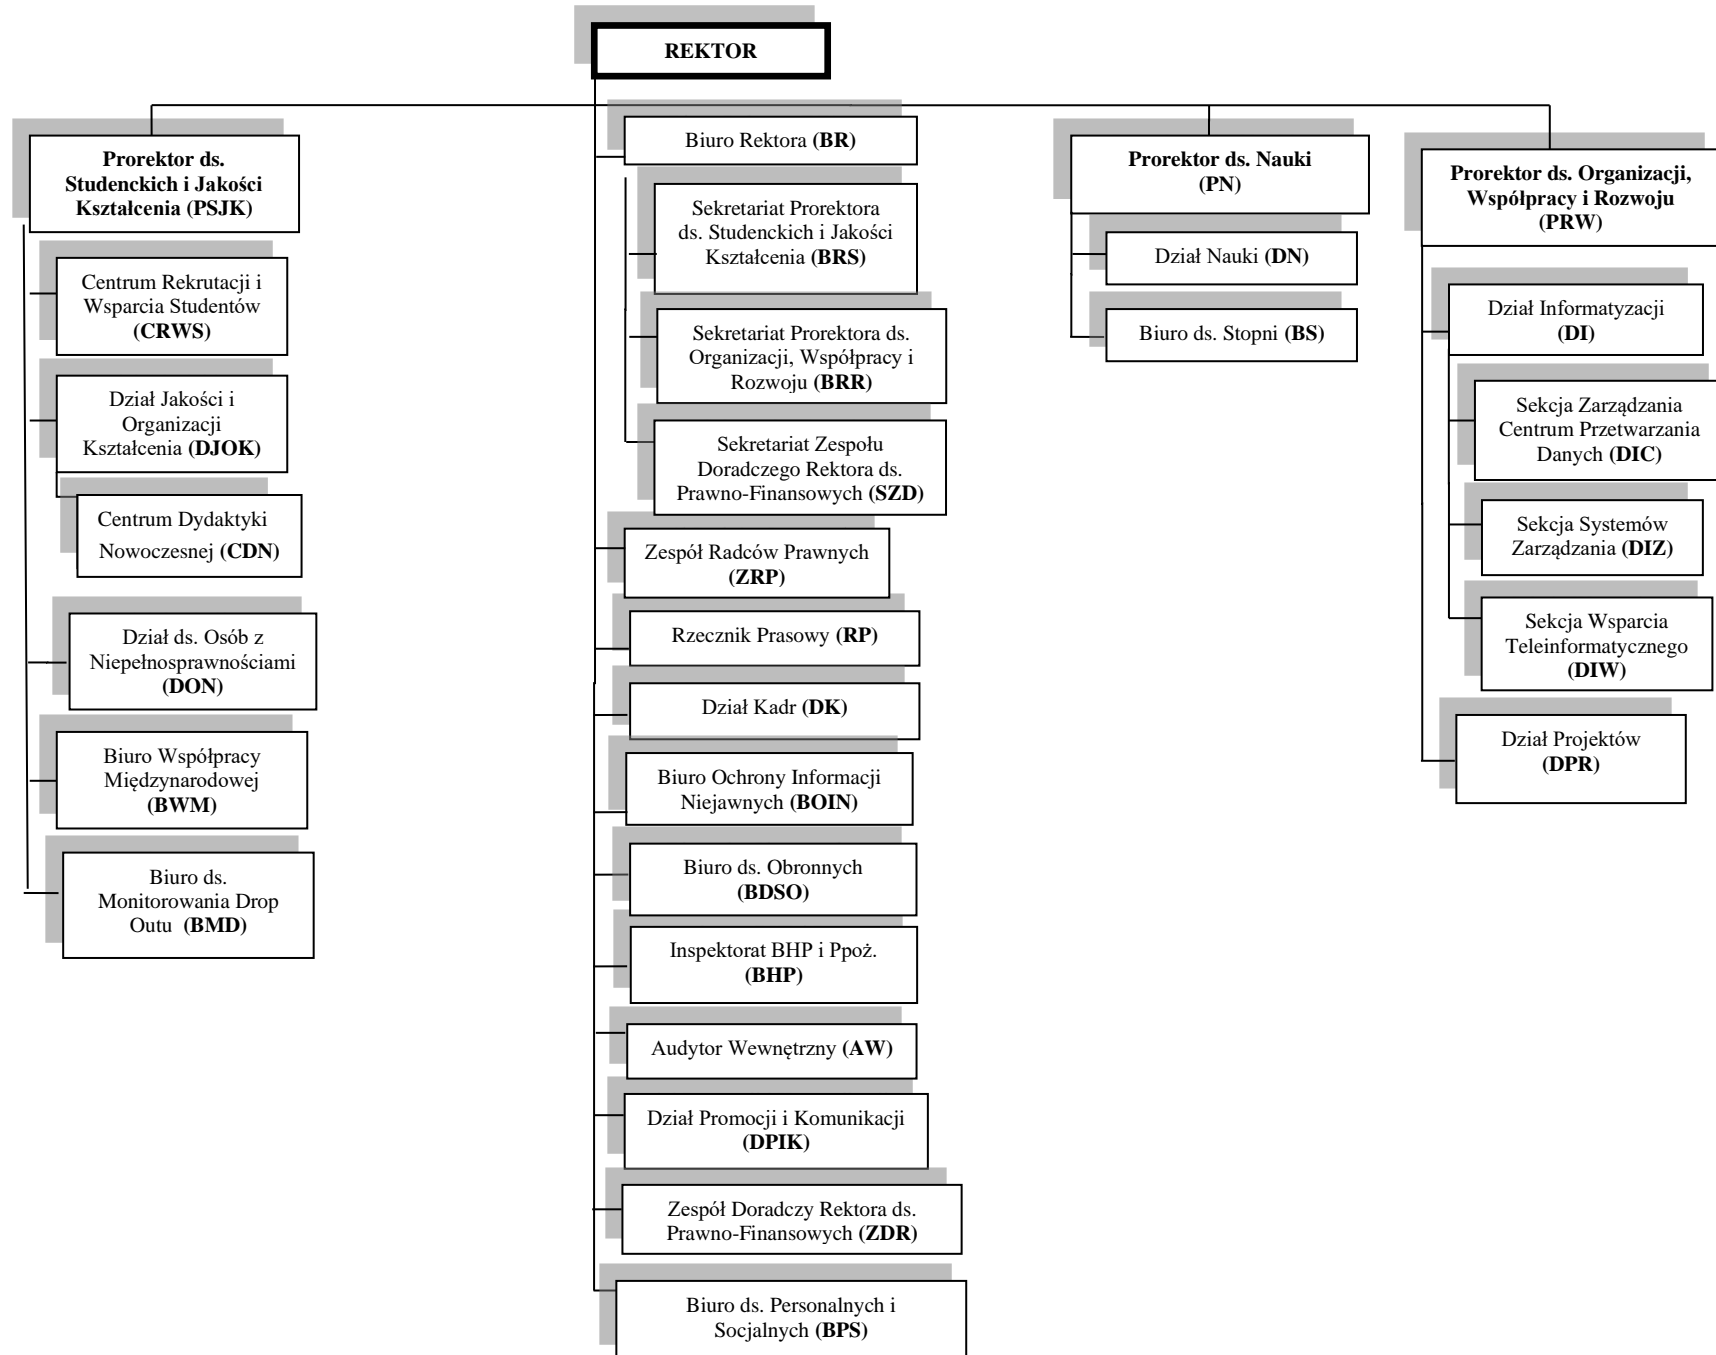 REKTOR
Prorektor ds.
Studenckich i Jakości
Kształcenia (PSJK)
Centrum Rekrutacji i
Wsparcia Studentów
(CRWS)
Dział Jakości i
Organizacji
Kształcenia (DJOK)
Centrum Dydaktyki
Nowoczesnej (CDN)
Dział ds. Osób z
Niepełnosprawnościami
(DON)
Biuro Współpracy
Międzynarodowej
(BWM)
Biuro ds.
Monitorowania Drop
Outu (BMD)
Biuro Rektora (BR)
Sekretariat Prorektora
ds. Studenckich i Jakości
Kształcenia (BRS)
Sekretariat Prorektora ds.
Organizacji, Współpracy i
Rozwoju (BRR)
Sekretariat Zespołu
Doradczego Rektora ds.
Prawno-Finansowych (SZD)
Zespół Radców Prawnych
(ZRP)
Rzecznik Prasowy (RP)
Dział Kadr (DK)
Biuro Ochrony Informacji
Niejawnych (BOIN)
Biuro ds. Obronnych
(BDSO)
Inspektorat BHP i Ppoż.
(BHP)
Audytor Wewnętrzny (AW)
Dział Promocji i Komunikacji
(DPIK)
Zespół Doradczy Rektora ds.
Prawno-Finansowych (ZDR)
Biuro ds. Personalnych i
Socjalnych (BPS)
Prorektor ds. Nauki
(PN)
Dział Nauki (DN)
Biuro ds. Stopni (BS)
Prorektor ds. Organizacji,
Współpracy i Rozwoju
(PRW)
Dział Informatyzacji
(DI)
Sekcja Zarządzania
Centrum Przetwarzania
Danych (DIC)
Sekcja Systemów
Zarządzania (DIZ)
Sekcja Wsparcia
Teleinformatycznego
(DIW)
Dział Projektów
(DPR)